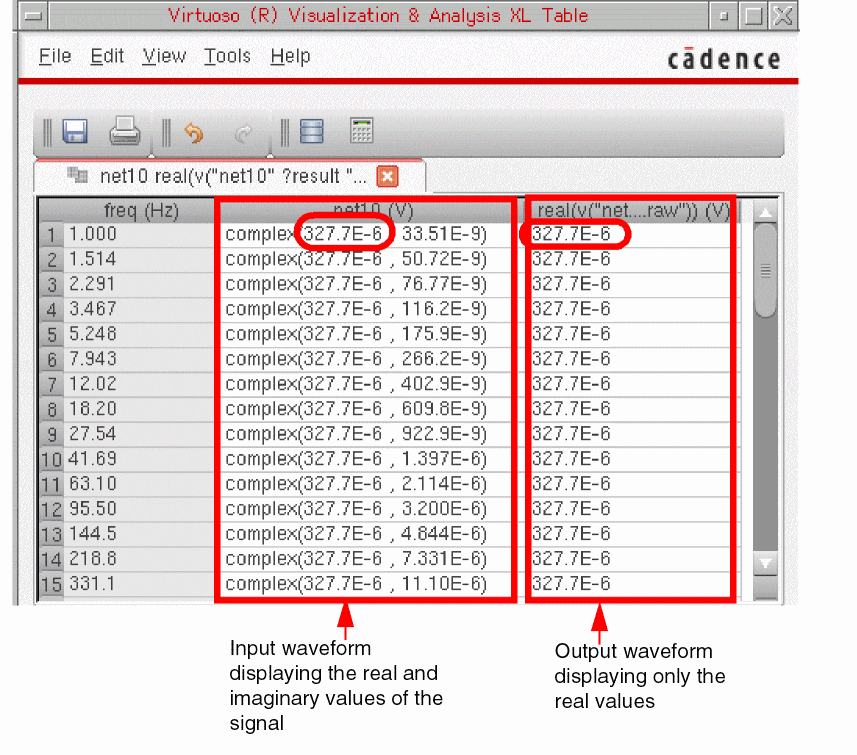 Virtuoso (R) Visualization & Analysis XL Table
File Edit View Tools Help
cādence
net10 real(v("net10" ?result "...
freq (Hz) net10 (V) real(v("net....raw")) (V)
1 1.000 complex(327.7E-6 , 33.51E-9) 327.7E-6
2 1.514 complex(327.7E-6 , 50.72E-9) 327.7E-6
3 2.291 complex(327.7E-6 , 76.77E-9) 327.7E-6
4 3.467 complex(327.7E-6 , 116.2E-9) 327.7E-6
5 5.248 complex(327.7E-6 , 175.9E-9) 327.7E-6
6 7.943 complex(327.7E-6 , 266.2E-9) 327.7E-6
7 12.02 complex(327.7E-6 , 402.9E-9) 327.7E-6
8 18.20 complex(327.7E-6 , 609.8E-9) 327.7E-6
9 27.54 complex(327.7E-6 , 922.9E-9) 327.7E-6
10 41.69 complex(327.7E-6 , 1.397E-6) 327.7E-6
11 63.10 complex(327.7E-6 , 2.114E-6) 327.7E-6
12 95.50 complex(327.7E-6 , 3.200E-6) 327.7E-6
13 144.5 complex(327.7E-6 , 4.844E-6) 327.7E-6
14 218.8 complex(327.7E-6 , 7.331E-6) 327.7E-6
15 331.1 complex(327.7E-6 , 11.10E-6) 327.7E-6
Input waveform
displaying the real and
imaginary values of the
signal
Output waveform
displaying only the
real values